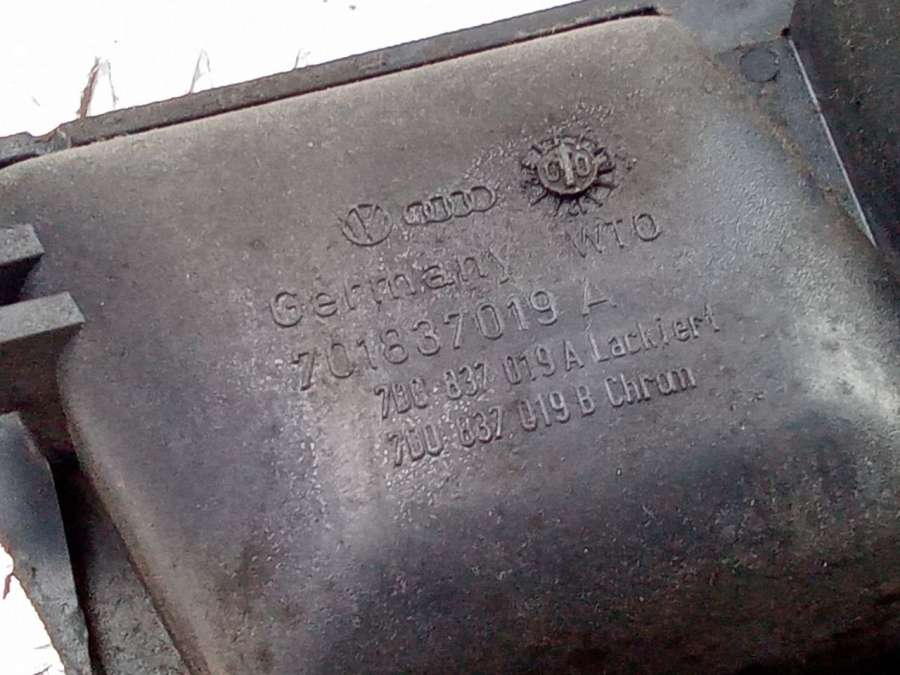 Germany WTO
701837019 A
7D0 837 019 A Lackiert
7D0 837 019 B Chrom